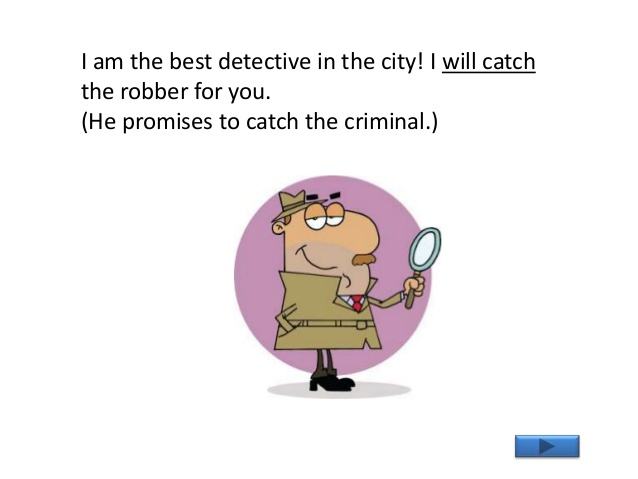 I am the best detective in the city! I will catch
the robber for you.
(He promises to catch the criminal.)